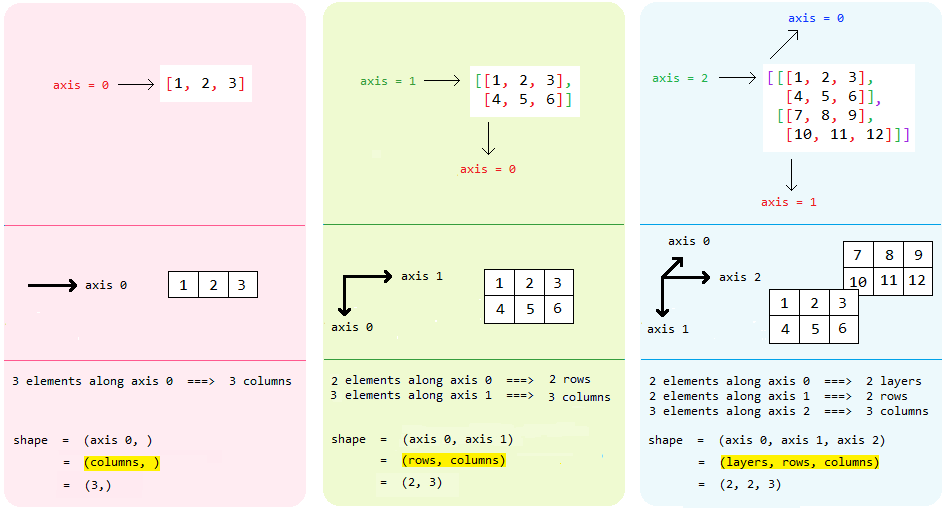 axis = 0
[1, 2, 3]
axis 0
1 2 3
3 elements along axis 0 ===> 3 columns
shape = (axis 0, )
= (columns, )
= (3,)
axis = 1
[[1, 2, 3],
[4, 5, 6]]
axis = 0
axis 1
axis 0
1 2 3
4 5 6
2 elements along axis 0 ===> 2 rows
3 elements along axis 1 ===> 3 columns
shape = (axis 0, axis 1)
= (rows, columns)
= (2, 3)
axis = 0
axis = 2
[[[1, 2, 3],
[4, 5, 6]],
[[7, 8, 9],
[10, 11, 12]]]
axis = 1
axis 0
axis 2
axis 1
7 8 9
10 11 12
1 2 3
4 5 6
2 elements along axis 0 ===> 2 layers
2 elements along axis 1 ===> 2 rows
3 elements along axis 2 ===> 3 columns
shape = (axis 0, axis 1, axis 2)
= (layers, rows, columns)
= (2, 2, 3)